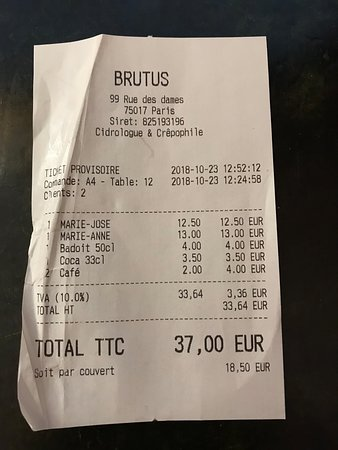 BRUTUS
99 Rue des dames
75017 Paris
Siret: 825193196
Cidrologue & Crêpophile
TICKET PROVISOIRE 2018-10-23 12:52:12
Comande: A4 - Table: 12 2018-10-23 12:24:58
Clients: 2
1 MARIE-JOSE 12.50 12.50 EUR
1 MARIE-ANNE 13.00 13.00 EUR
1 Badoit 50cl 4.00 4.00 EUR
1 Coca 33cl 3.50 3.50 EUR
2 Café 2.00 4.00 EUR
TVA (10.0%) 33,64 3,36 EUR
TOTAL HT 33,64 EUR
TOTAL TTC 37,00 EUR
Soit par couvert 18,50 EUR